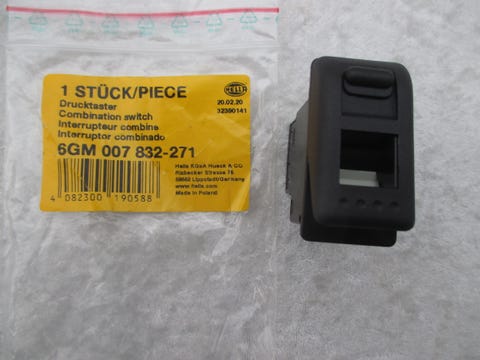 1 STÜCK/PIECE
Drucktaster
Combination switch
Interrupteur combine
Interruptor combinado
6GM 007 832-271
HELLA
20.02.20
32390141
Hella KGaA Hueck & CO
Rixbecker Strasse 75
59552 Lippstadt/Germany
www.hella.com
Made in Poland
4 082300 190588